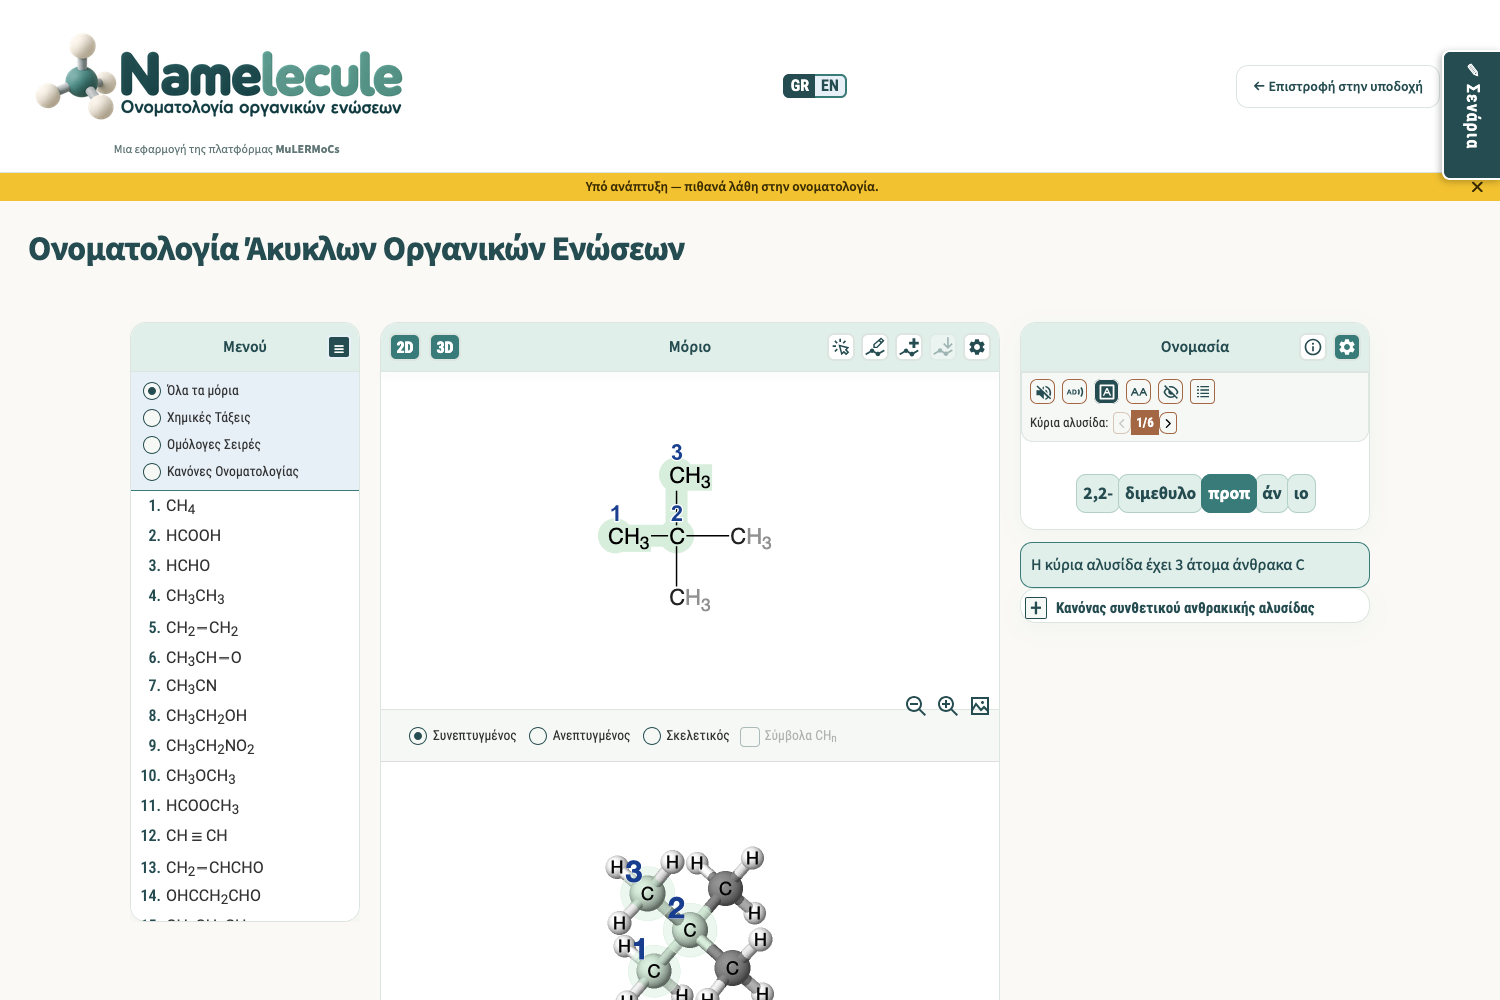 Namelecule
Ονοματολογία οργανικών ενώσεων
Μια εφαρμογή της πλατφόρμας MuLERMoCs
GR EN
← Επιστροφή στην υποδοχή
✎ Σενάρια
Υπό ανάπτυξη — πιθανά λάθη στην ονοματολογία.
✕
Ονοματολογία Άκυκλων Οργανικών Ενώσεων
Μενού
Όλα τα μόρια
Χημικές Τάξεις
Ομόλογες Σειρές
Κανόνες Ονοματολογίας
1. CH4
2. HCOOH
3. HCHO
4. CH3CH3
5. CH2=CH2
6. CH3CH=O
7. CH3CN
8. CH3CH2OH
9. CH3CH2NO2
10. CH3OCH3
11. HCOOCH3
12. CH≡CH
13. CH2=CHCHO
14. OHCCH2CHO
2D 3D Μόριο
3
CH3
1 2
CH3 C CH3
CH3
Συνεπτυγμένος Ανεπτυγμένος Σκελετικός Σύμβολα CHn
H 3 H H H
C C
H 2 H
H 1 C H
C C
H H H H
Ονομασία
AD AA
Κύρια αλυσίδα: < 1/6 >
2,2- διμεθυλο προπ άν ιο
Η κύρια αλυσίδα έχει 3 άτομα άνθρακα C
+ Κανόνας συνθετικού ανθρακικής αλυσίδας